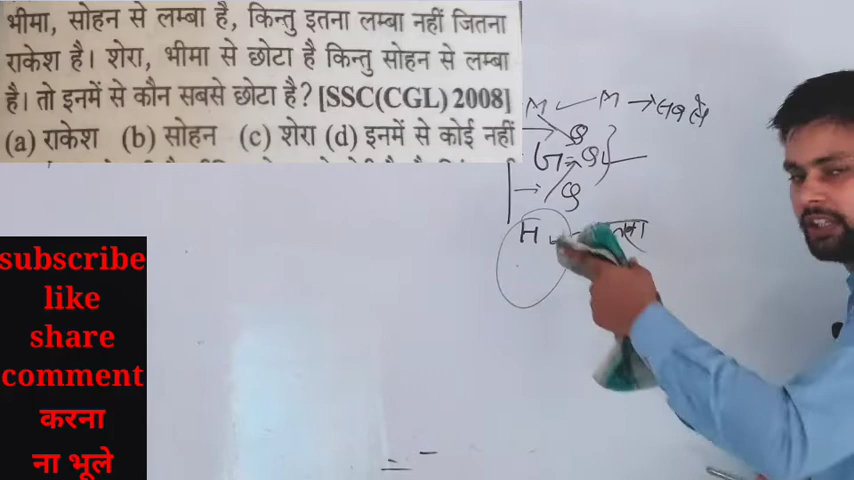 भीमा, सोहन से लम्बा है, किन्तु इतना लम्बा नहीं जितना
राकेश है। शेरा, भीमा से छोटा है किन्तु सोहन से लम्बा
है। तो इनमें से कौन सबसे छोटा है? [SSC(CGL) 2008]
(a) राकेश (b) सोहन (c) शेरा (d) इनमें से कोई नहीं
M M
H
subscribe
like
share
comment
करना
ना भूले